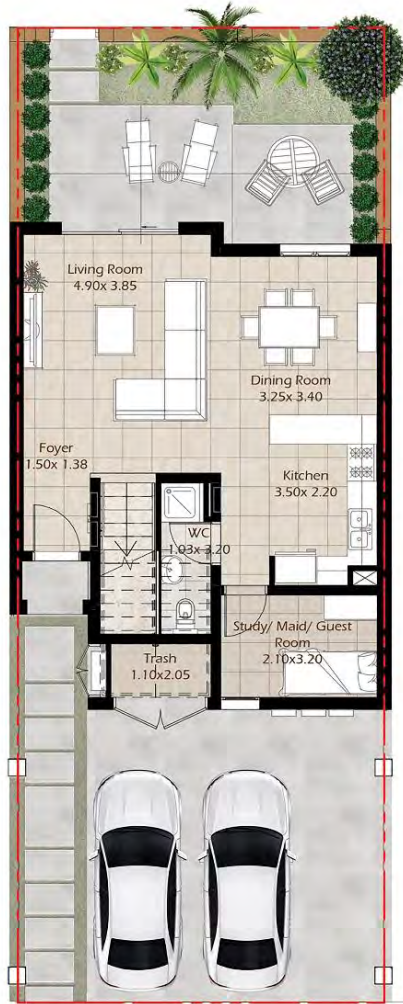 Living Room
4.90x 3.85
Dining Room
3.25x 3.40
Foyer
1.50x 1.38
Kitchen
3.50x 2.20
WC
1.03x 3.20
Study/ Maid/ Guest
Room
2.10x3.20
Trash
1.10x2.05